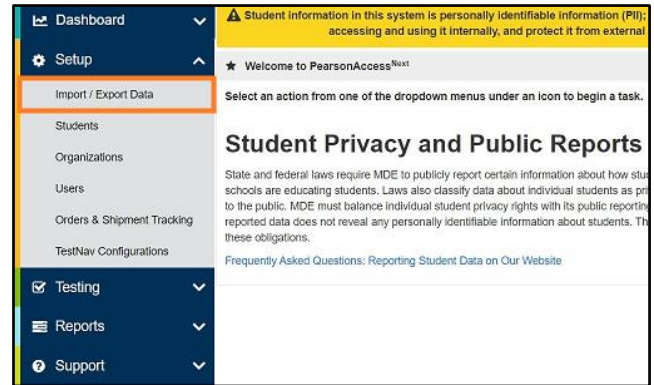 Dashboard
Setup
Import / Export Data
Students
Organizations
Users
Orders & Shipment Tracking
TestNav Configurations
Testing
Reports
Support
Student information in this system is personally identifiable information (PII);
accessing and using it internally, and protect it from external
Welcome to PearsonAccessNext
Select an action from one of the dropdown menus under an icon to begin a task.
Student Privacy and Public Reports
State and federal laws require MDE to publicly report certain information about how
schools are educating students. Laws also classify data about individual students as
to the public. MDE must balance individual student privacy rights with its public reporting
reported data does not reveal any personally identifiable information about students.
these obligations.
Frequently Asked Questions: Reporting Student Data on Our Website